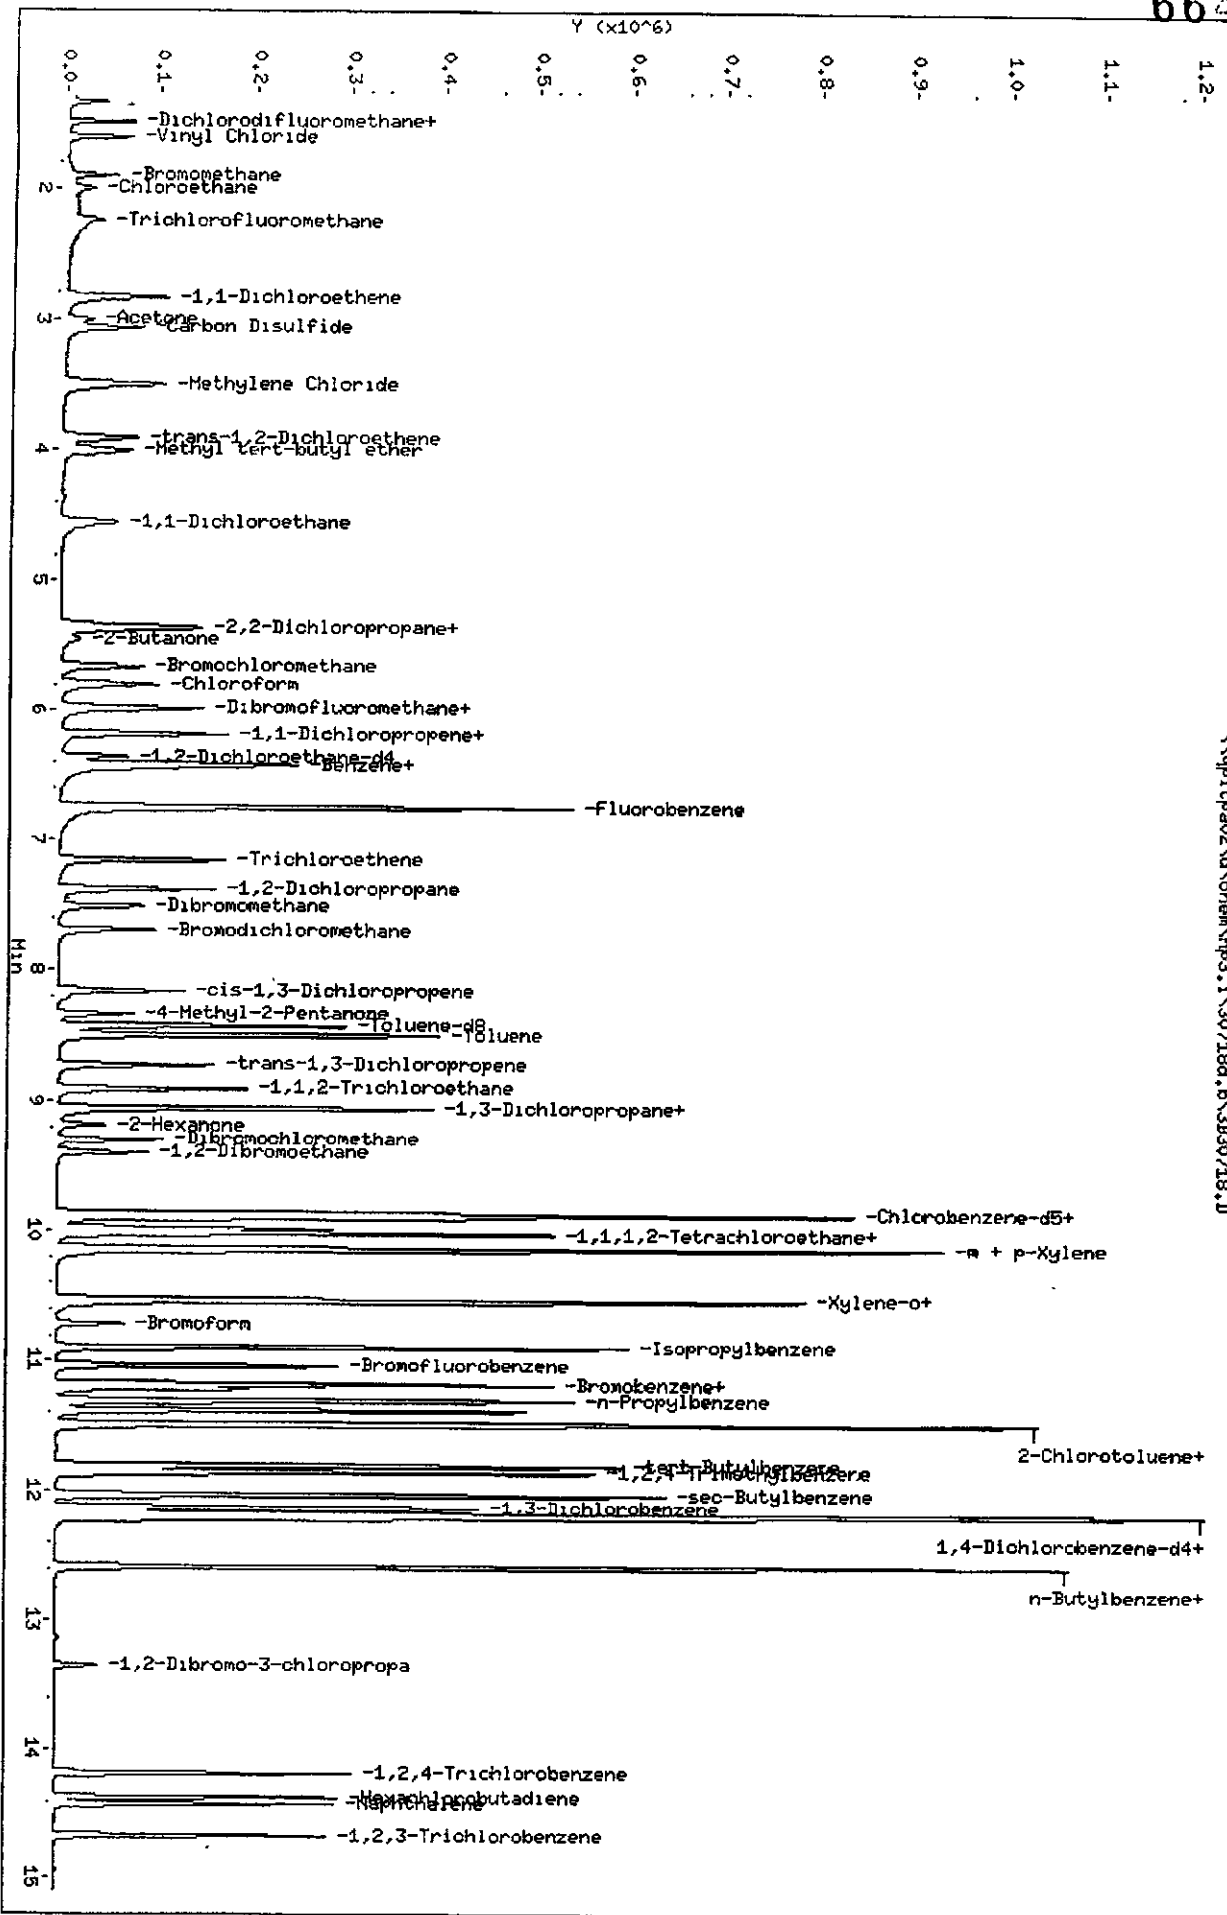 66
Y (x10^6)
0.0-
0.1-
0.2-
0.3-
0.4-
0.5-
0.6-
0.7-
0.8-
0.9-
1.0-
1.1-
1.2-
-Dichlorodifluoromethane+
-Vinyl Chloride
-Bromomethane
2-
-Chloroethane
-Trichlorofluoromethane
-1,1-Dichloroethene
3-
-Acetone
-Carbon Disulfide
-Methylene Chloride
-trans-1,2-Dichloroethene
4-
-Methyl tert-butyl ether
-1,1-Dichloroethane
5-
-2,2-Dichloropropane+
-2-Butanone
-Bromochloromethane
-Chloroform
6-
-Dibromofluoromethane+
-1,1-Dichloropropene+
-1,2-Dichloroethane-d4
-Benzene+
-fluorobenzene
7-
-Trichloroethene
-1,2-Dichloropropane
-Dibromomethane
-Bromodichloromethane
Min
8-
-cis-1,3-Dichloropropene
-4-Methyl-2-Pentanone
-Toluene-d8
-Toluene
-trans-1,3-Dichloropropene
-1,1,2-Trichloroethane
9-
-1,3-Dichloropropane+
-2-Hexanone
-Dibromochloromethane
-1,2-Dibromoethane
-Chlorobenzene-d5+
10-
-1,1,1,2-Tetrachloroethane+
-m + p-Xylene
-Xylene-o+
-Bromoform
-Isopropylbenzene
11-
-Bromofluorobenzene
-Bromobenzene+
-n-Propylbenzene
2-Chlorotoluene+
-tert-Butylbenzene
-1,2,4-Trimethylbenzene
12-
-sec-Butylbenzene
-1,3-Dichlorobenzene
1,4-Dichlorobenzene-d4+
n-Butylbenzene+
13-
-1,2-Dibromo-3-chloropropa
14-
-1,2,4-Trichlorobenzene
-Hexachlorobutadiene
-Naphthalene
-1,2,3-Trichlorobenzene
15-